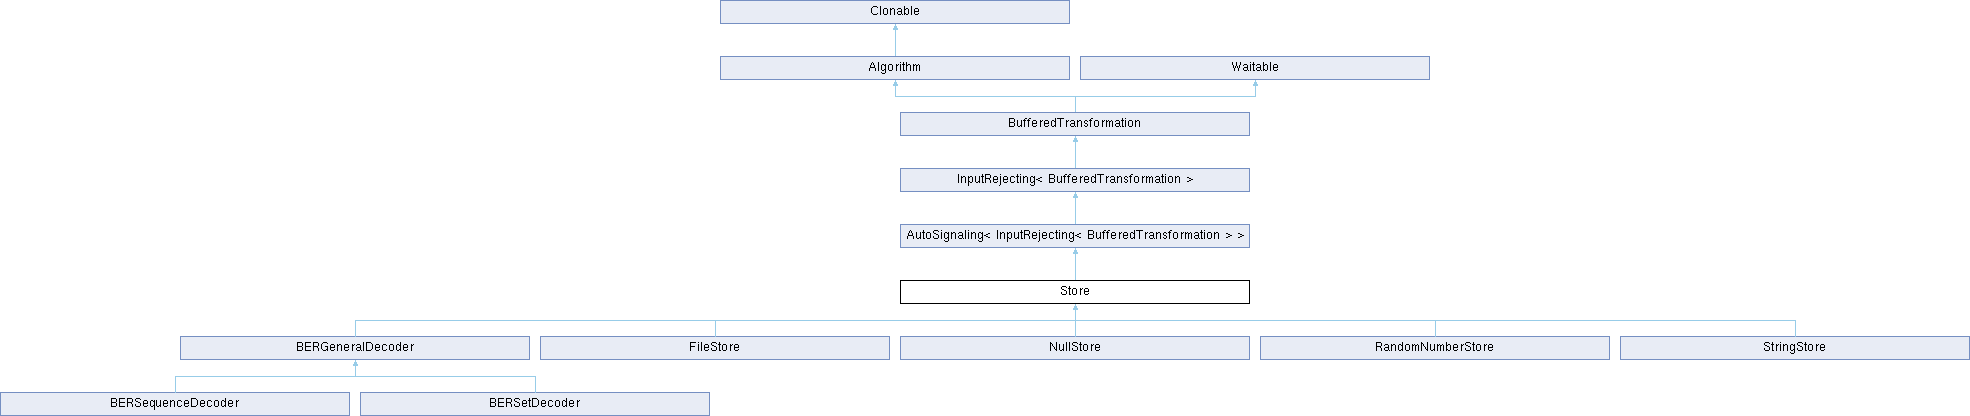 Clonable
Algorithm
Waitable
BufferedTransformation
InputRejecting< BufferedTransformation >
AutoSignaling< InputRejecting< BufferedTransformation > >
Store
BERGeneralDecoder
FileStore
NullStore
RandomNumberStore
StringStore
BERSequenceDecoder
BERSetDecoder